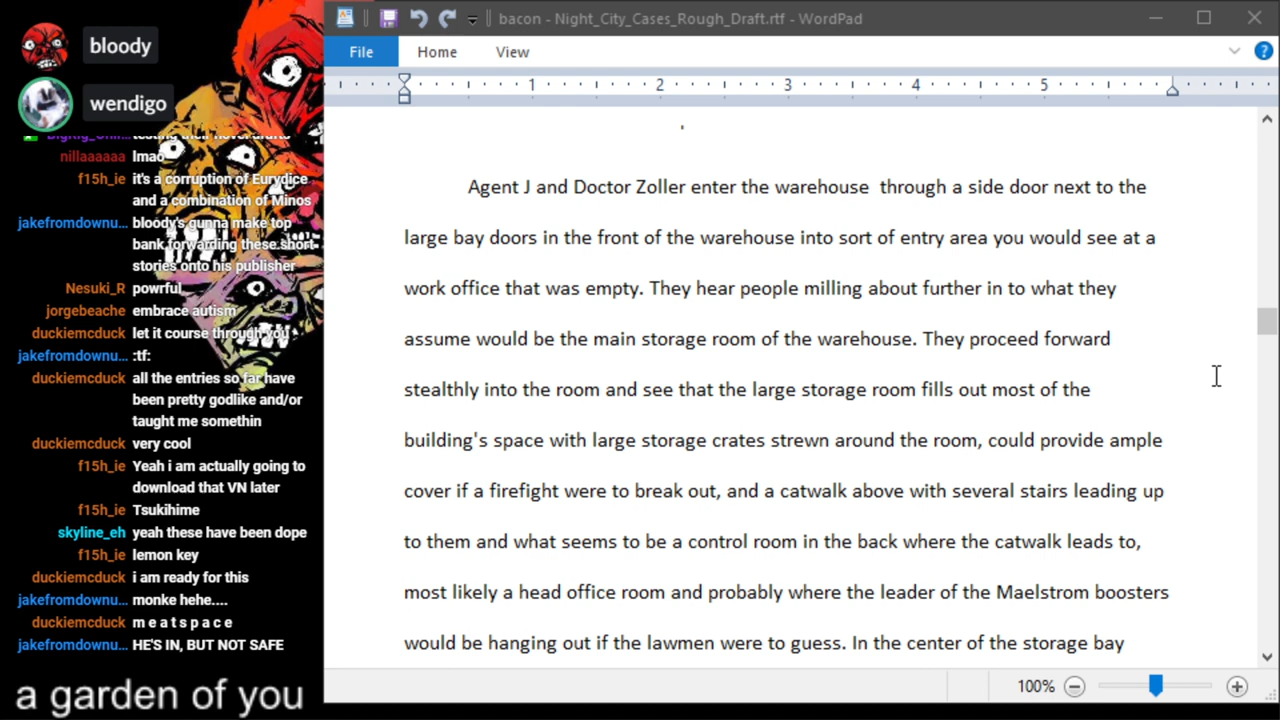 bloody
wendigo
nillaaaaaa lmao
f15h_ie it's a corruption of Eurydice
and a combination of Minos
jakefromdownu... bloody's gunna make top
bank forwarding these short
stories onto his publisher
Nesuki_R powrful
jorgebeache embrace autism
duckiemcduck let it course through you
jakefromdownu... :tf:
duckiemcduck all the entries so far have
been pretty godlike and/or
taught me somethin
duckiemcduck very cool
f15h_ie Yeah i am actually going to
download that VN later
f15h_ie Tsukihime
skyline_eh yeah these have been dope
f15h_ie lemon key
duckiemcduck i am ready for this
jakefromdownu... monke hehe....
duckiemcduck m e a t s p a c e
jakefromdownu... HE'S IN, BUT NOT SAFE
a garden of you
bacon - Night_City_Cases_Rough_Draft.rtf - WordPad
File Home View
1 2 3 4 5
Agent J and Doctor Zoller enter the warehouse  through a side door next to the
large bay doors in the front of the warehouse into sort of entry area you would see at a
work office that was empty. They hear people milling about further in to what they
assume would be the main storage room of the warehouse. They proceed forward
stealthly into the room and see that the large storage room fills out most of the
building's space with large storage crates strewn around the room, could provide ample
cover if a firefight were to break out, and a catwalk above with several stairs leading up
to them and what seems to be a control room in the back where the catwalk leads to,
most likely a head office room and probably where the leader of the Maelstrom boosters
would be hanging out if the lawmen were to guess. In the center of the storage bay
100%